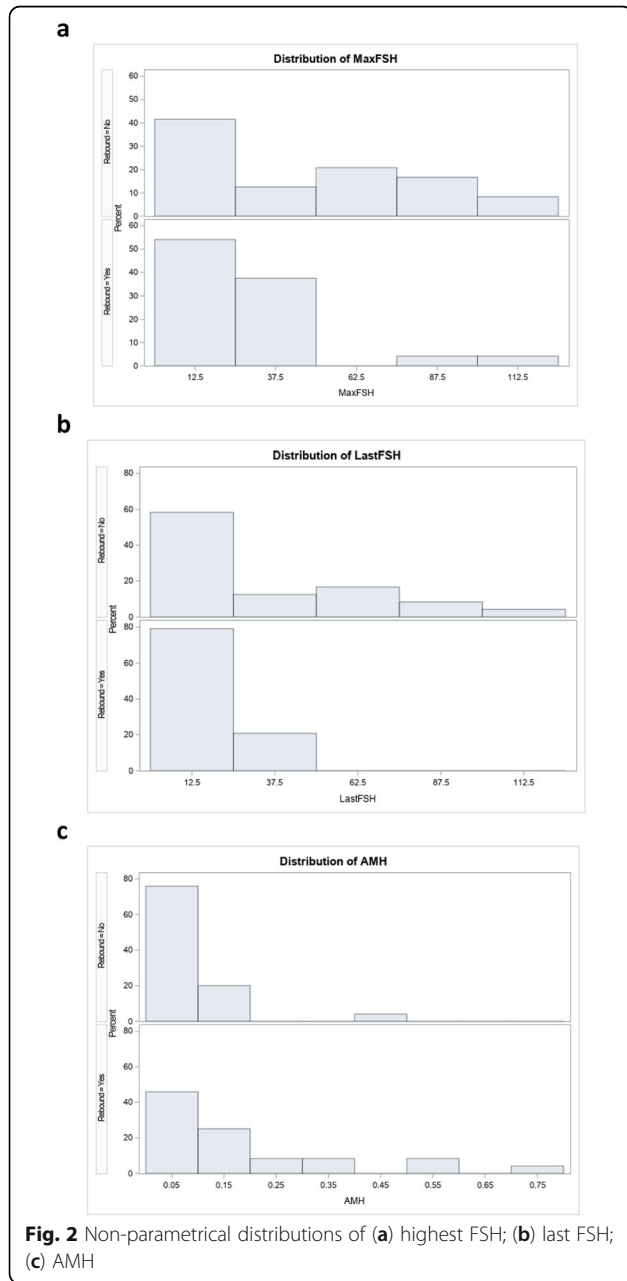 a
Distribution of MaxFSH
Rebound = No
60
50
40
30
20
10
0
Percent
Rebound = Yes
60
50
40
30
20
10
0
12.5 37.5 62.5 87.5 112.5
MaxFSH
b
Distribution of LastFSH
Rebound = No
80
60
40
20
0
Percent
Rebound = Yes
80
60
40
20
0
12.5 37.5 62.5 87.5 112.5
LastFSH
c
Distribution of AMH
Rebound = No
80
60
40
20
0
Percent
Rebound = Yes
80
60
40
20
0
0.05 0.15 0.25 0.35 0.45 0.55 0.65 0.75
AMH
Fig. 2 Non-parametrical distributions of (a) highest FSH; (b) last FSH;
(c) AMH